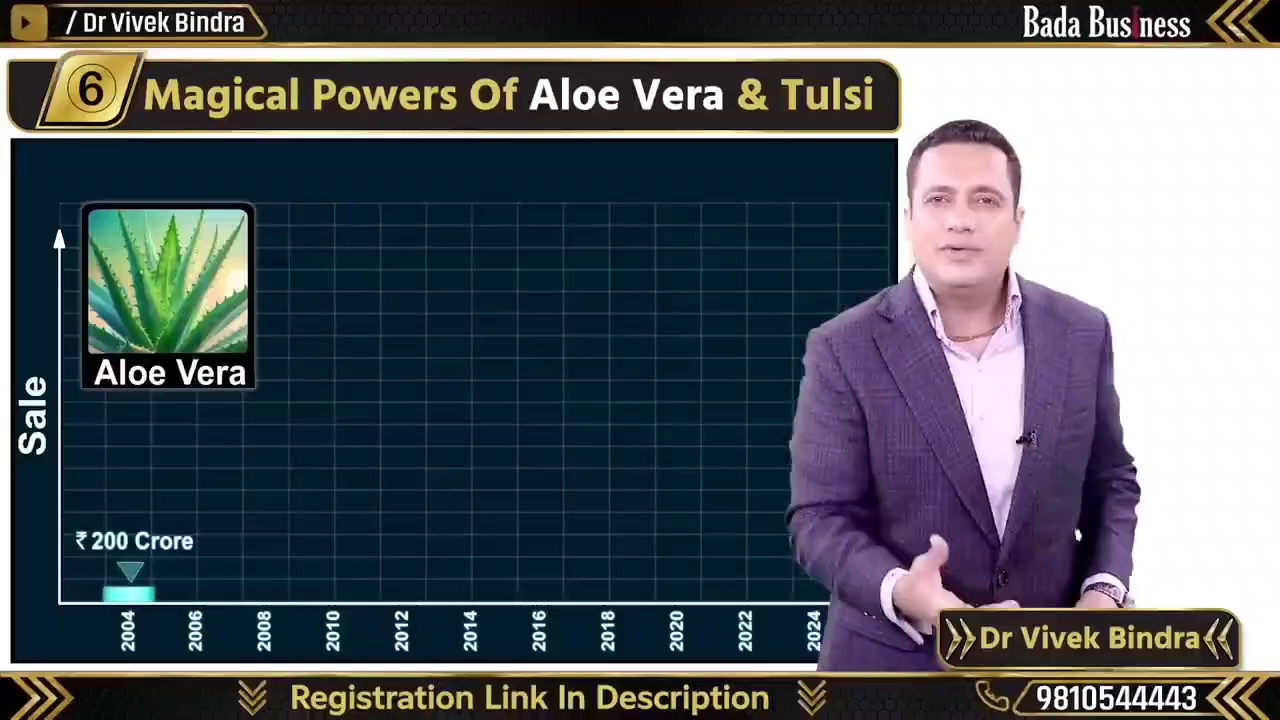 / Dr Vivek Bindra
Bada Business
6
Magical Powers Of Aloe Vera & Tulsi
Aloe Vera
Sale
₹ 200 Crore
2004
2006
2008
2010
2012
2014
2016
2018
2020
2022
2024
Dr Vivek Bindra
Registration Link In Description
9810544443